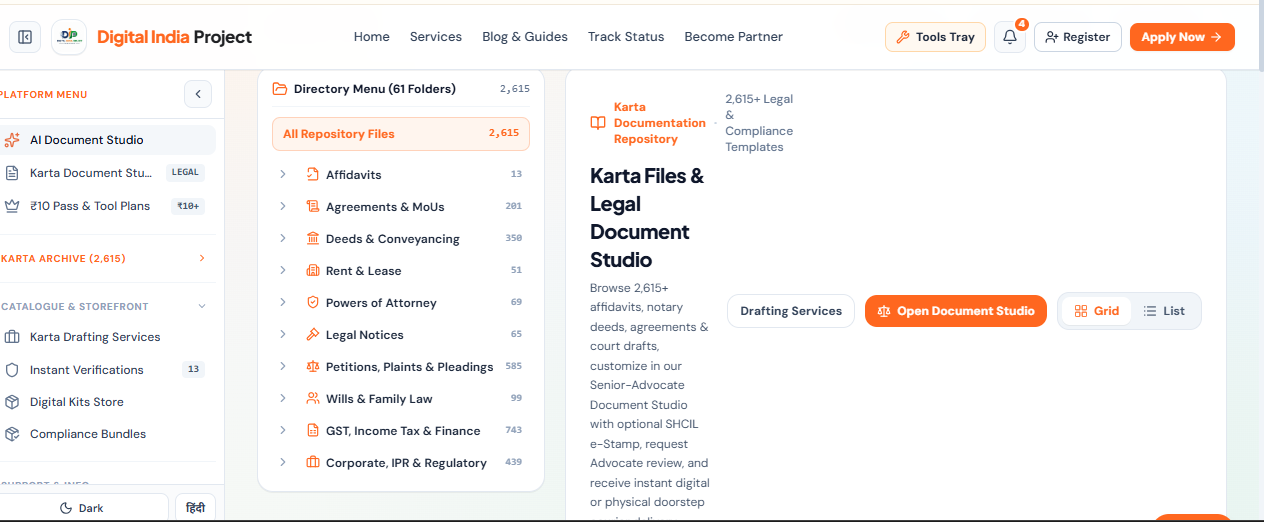 Digital India Project
Home
Services
Blog & Guides
Track Status
Become Partner
Tools Tray
4
Register
Apply Now
PLATFORM MENU
AI Document Studio
Karta Document Stu...
LEGAL
₹10 Pass & Tool Plans
₹10+
KARTA ARCHIVE (2,615)
CATALOGUE & STOREFRONT
Karta Drafting Services
Instant Verifications
13
Digital Kits Store
Compliance Bundles
Dark
हिंदी
Directory Menu (61 Folders)
2,615
All Repository Files
2,615
Affidavits
13
Agreements & MoUs
201
Deeds & Conveyancing
350
Rent & Lease
51
Powers of Attorney
69
Legal Notices
65
Petitions, Plaints & Pleadings
585
Wills & Family Law
99
GST, Income Tax & Finance
743
Corporate, IPR & Regulatory
439
Karta
Documentation
Repository
·
2,615+ Legal
&
Compliance
Templates
Karta Files &
Legal
Document
Studio
Browse 2,615+
affidavits, notary
deeds, agreements &
court drafts,
customize in our
Senior-Advocate
Document Studio
with optional SHCIL
e-Stamp, request
Advocate review, and
receive instant digital
or physical doorstep
Drafting Services
Open Document Studio
Grid
List